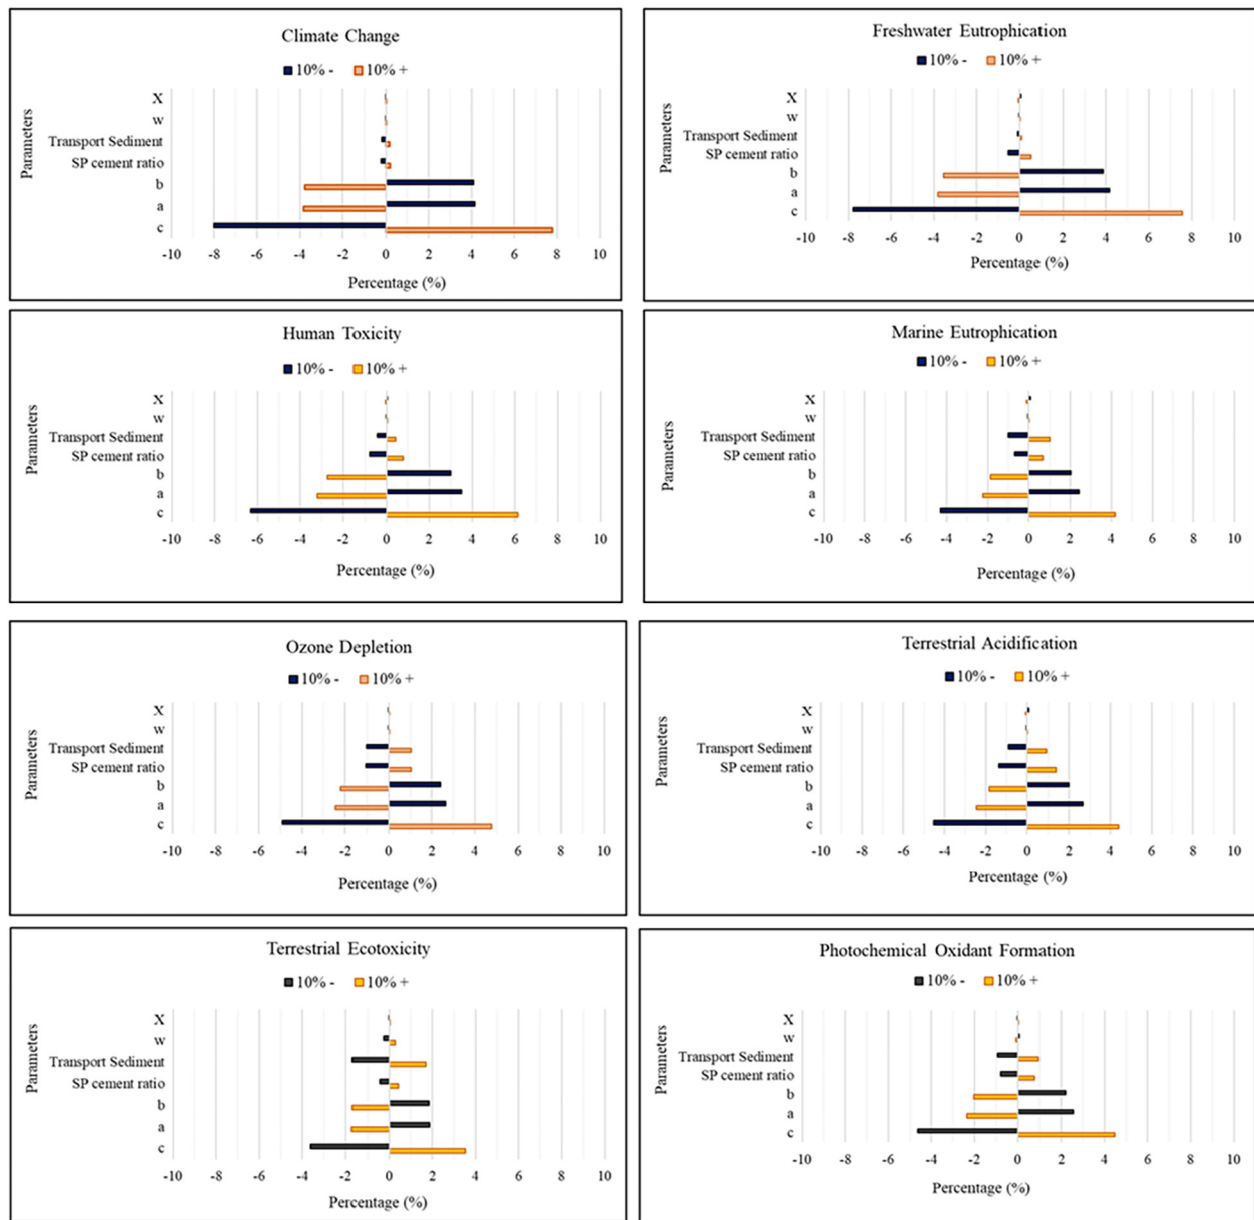 Climate Change
10% - 10% +
Parameters
X
w
Transport Sediment
SP cement ratio
b
a
c
-10 -8 -6 -4 -2 0 2 4 6 8 10
Percentage (%)
Freshwater Eutrophication
10% - 10% +
Parameters
X
w
Transport Sediment
SP cement ratio
b
a
c
-10 -8 -6 -4 -2 0 2 4 6 8 10
Percentage (%)
Human Toxicity
10% - 10% +
Parameters
X
w
Transport Sediment
SP cement ratio
b
a
c
-10 -8 -6 -4 -2 0 2 4 6 8 10
Percentage (%)
Marine Eutrophication
10% - 10% +
Parameters
X
w
Transport Sediment
SP cement ratio
b
a
c
-10 -8 -6 -4 -2 0 2 4 6 8 10
Percentage (%)
Ozone Depletion
10% - 10% +
Parameters
X
w
Transport Sediment
SP cement ratio
b
a
c
-10 -8 -6 -4 -2 0 2 4 6 8 10
Percentage (%)
Terrestrial Acidification
10% - 10% +
Parameters
X
w
Transport Sediment
SP cement ratio
b
a
c
-10 -8 -6 -4 -2 0 2 4 6 8 10
Percentage (%)
Terrestrial Ecotoxicity
10% - 10% +
Parameters
X
w
Transport Sediment
SP cement ratio
b
a
c
-10 -8 -6 -4 -2 0 2 4 6 8 10
Percentage (%)
Photochemical Oxidant Formation
10% - 10% +
Parameters
X
w
Transport Sediment
SP cement ratio
b
a
c
-10 -8 -6 -4 -2 0 2 4 6 8 10
Percentage (%)